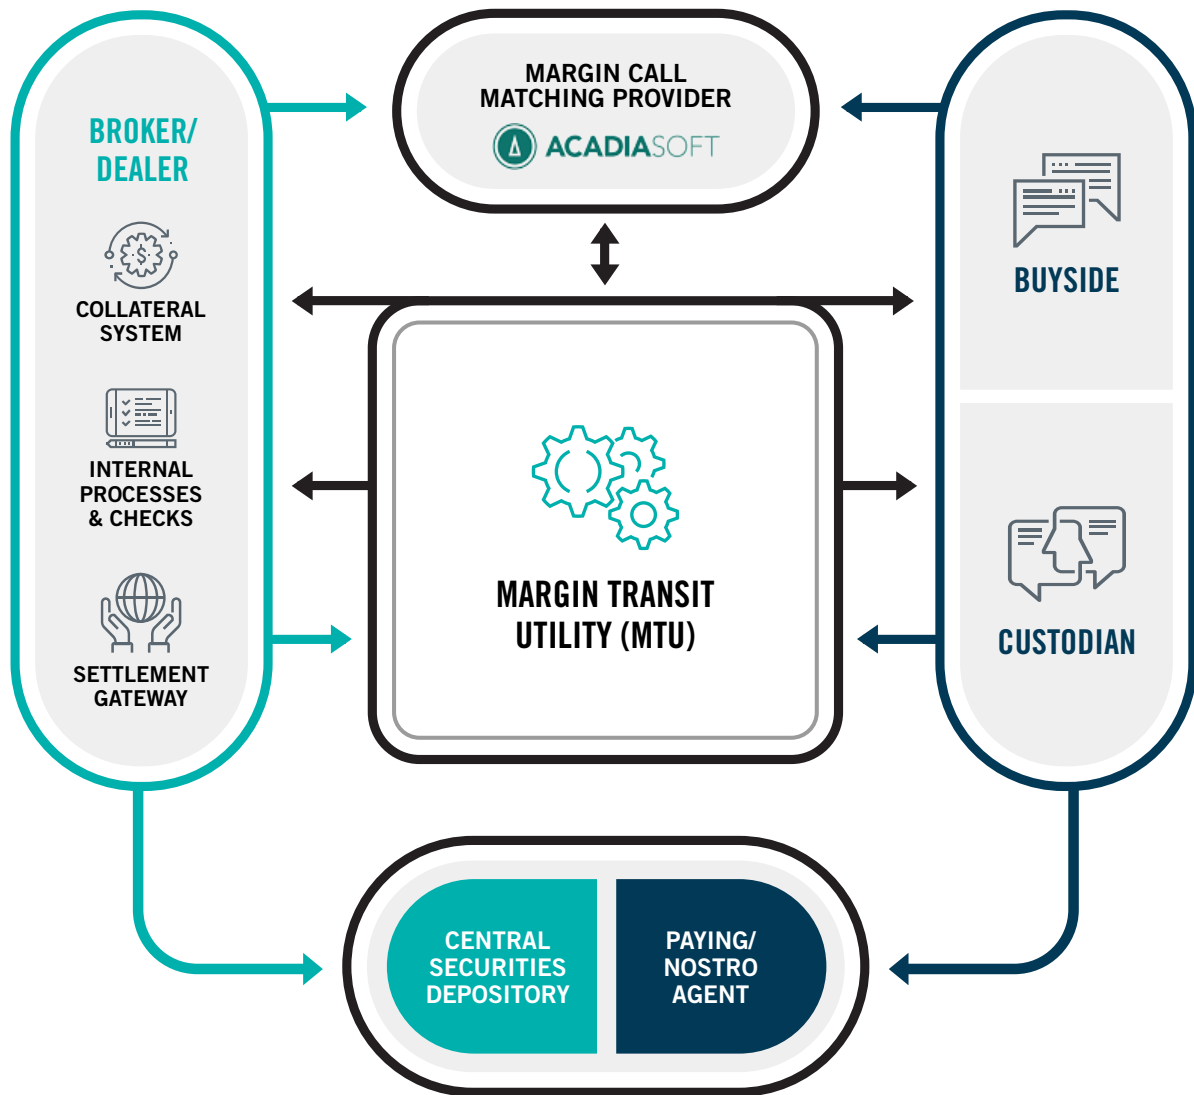 BROKER/
DEALER
COLLATERAL
SYSTEM
INTERNAL
PROCESSES
& CHECKS
SETTLEMENT
GATEWAY
MARGIN CALL
MATCHING PROVIDER
ACADIASOFT
MARGIN TRANSIT
UTILITY (MTU)
BUYSIDE
CUSTODIAN
CENTRAL
SECURITIES
DEPOSITORY
PAYING/
NOSTRO
AGENT